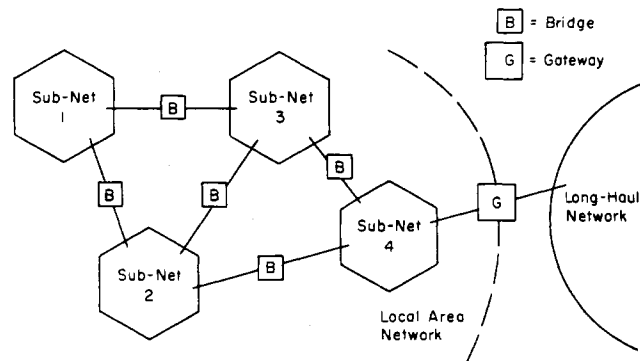 B = Bridge
G = Gateway
Sub-Net
1
B
Sub-Net
3
B
B
B
Sub-Net
4
G
Long-Haul
Network
Sub-Net
2
B
Local Area
Network